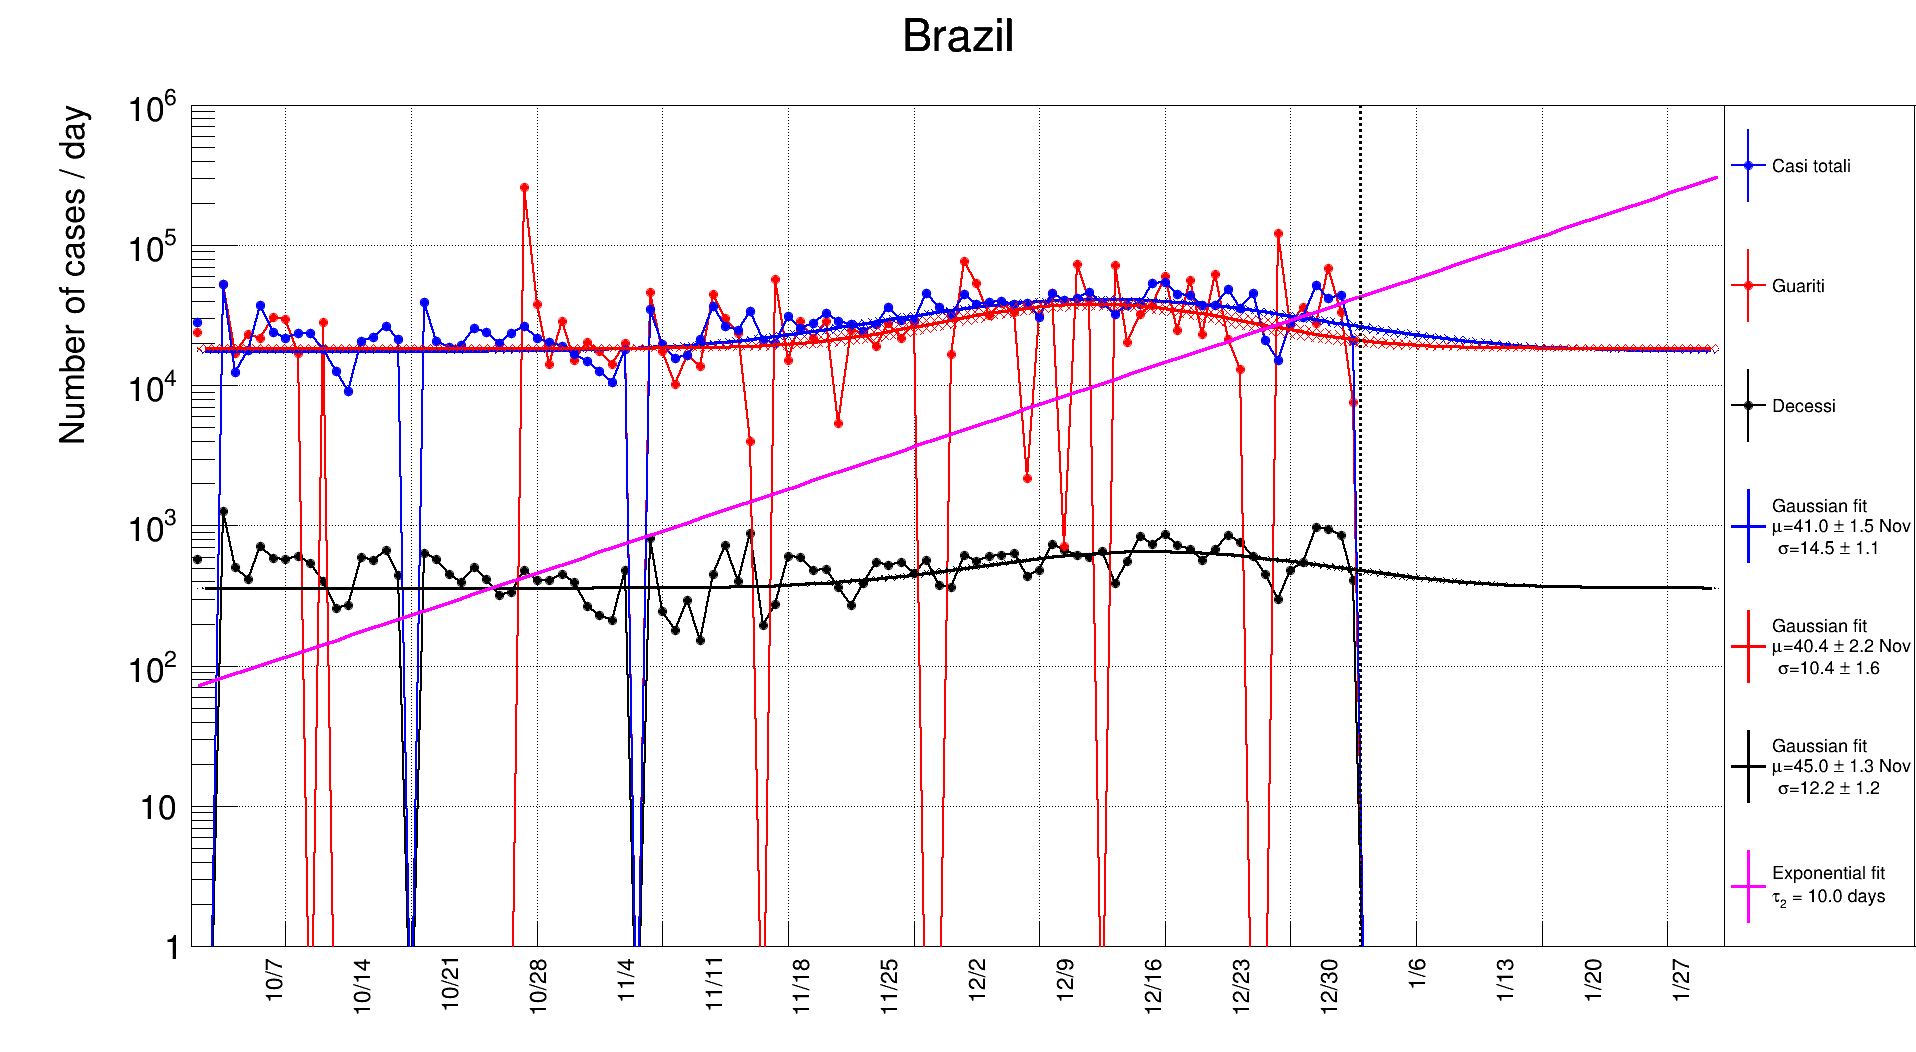 Brazil
Number of cases / day
10^6
10^5
10^4
10^3
10^2
10
1
10/7
10/14
10/21
10/28
11/4
11/11
11/18
11/25
12/2
12/9
12/16
12/23
12/30
1/6
1/13
1/20
1/27
Casi totali
Guariti
Decessi
Gaussian fit
μ=41.0 ± 1.5 Nov
σ=14.5 ± 1.1
Gaussian fit
μ=40.4 ± 2.2 Nov
σ=10.4 ± 1.6
Gaussian fit
μ=45.0 ± 1.3 Nov
σ=12.2 ± 1.2
Exponential fit
τ₂ = 10.0 days